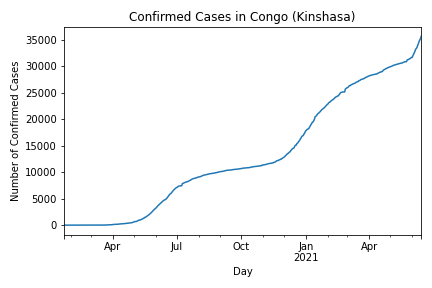 Confirmed Cases in Congo (Kinshasa)
35000
30000
25000
20000
15000
10000
5000
0
Number of Confirmed Cases
Apr Jul Oct Jan Apr
2021
Day